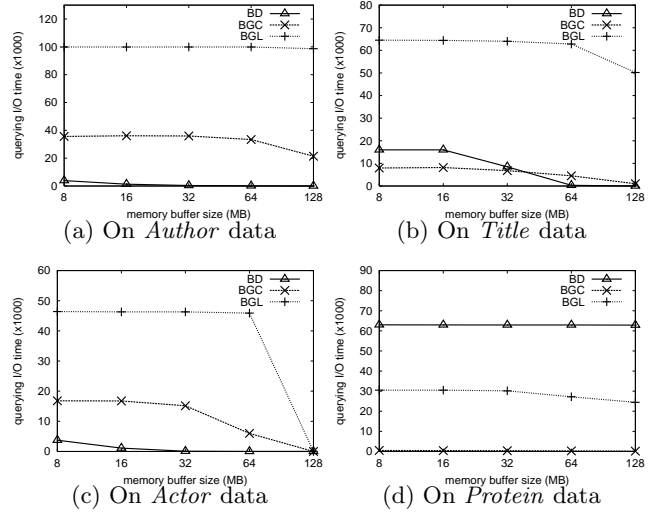 querying I/O time (x1000)
120
100
80
60
40
20
0
BD
BGC
BGL
8 16 32 64 128
memory buffer size (MB)
(a) On Author data
querying I/O time (x1000)
80
70
60
50
40
30
20
10
0
BD
BGC
BGL
8 16 32 64 128
memory buffer size (MB)
(b) On Title data
querying I/O time (x1000)
60
50
40
30
20
10
0
BD
BGC
BGL
8 16 32 64 128
memory buffer size (MB)
(c) On Actor data
querying I/O time (x1000)
90
80
70
60
50
40
30
20
10
0
BD
BGC
BGL
8 16 32 64 128
memory buffer size (MB)
(d) On Protein data